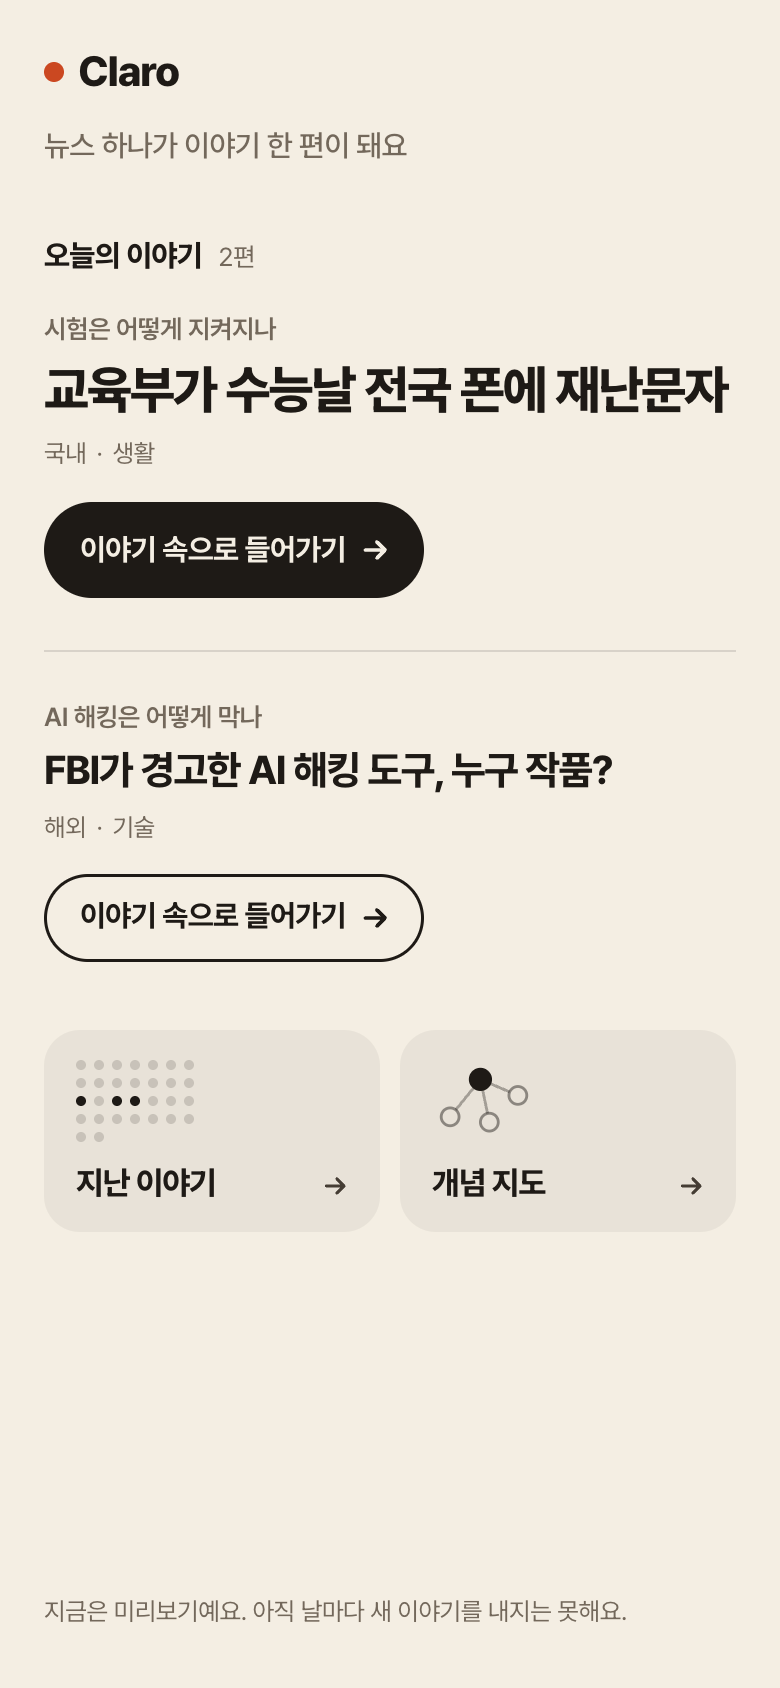 Claro
뉴스 하나가 이야기 한 편이 돼요
오늘의 이야기 2편
시험은 어떻게 지켜지나
교육부가 수능날 전국 폰에 재난문자
국내 · 생활
이야기 속으로 들어가기 →
AI 해킹은 어떻게 막나
FBI가 경고한 AI 해킹 도구, 누구 작품?
해외 · 기술
이야기 속으로 들어가기 →
지난 이야기 →
개념 지도 →
지금은 미리보기예요. 아직 날마다 새 이야기를 내지는 못해요.